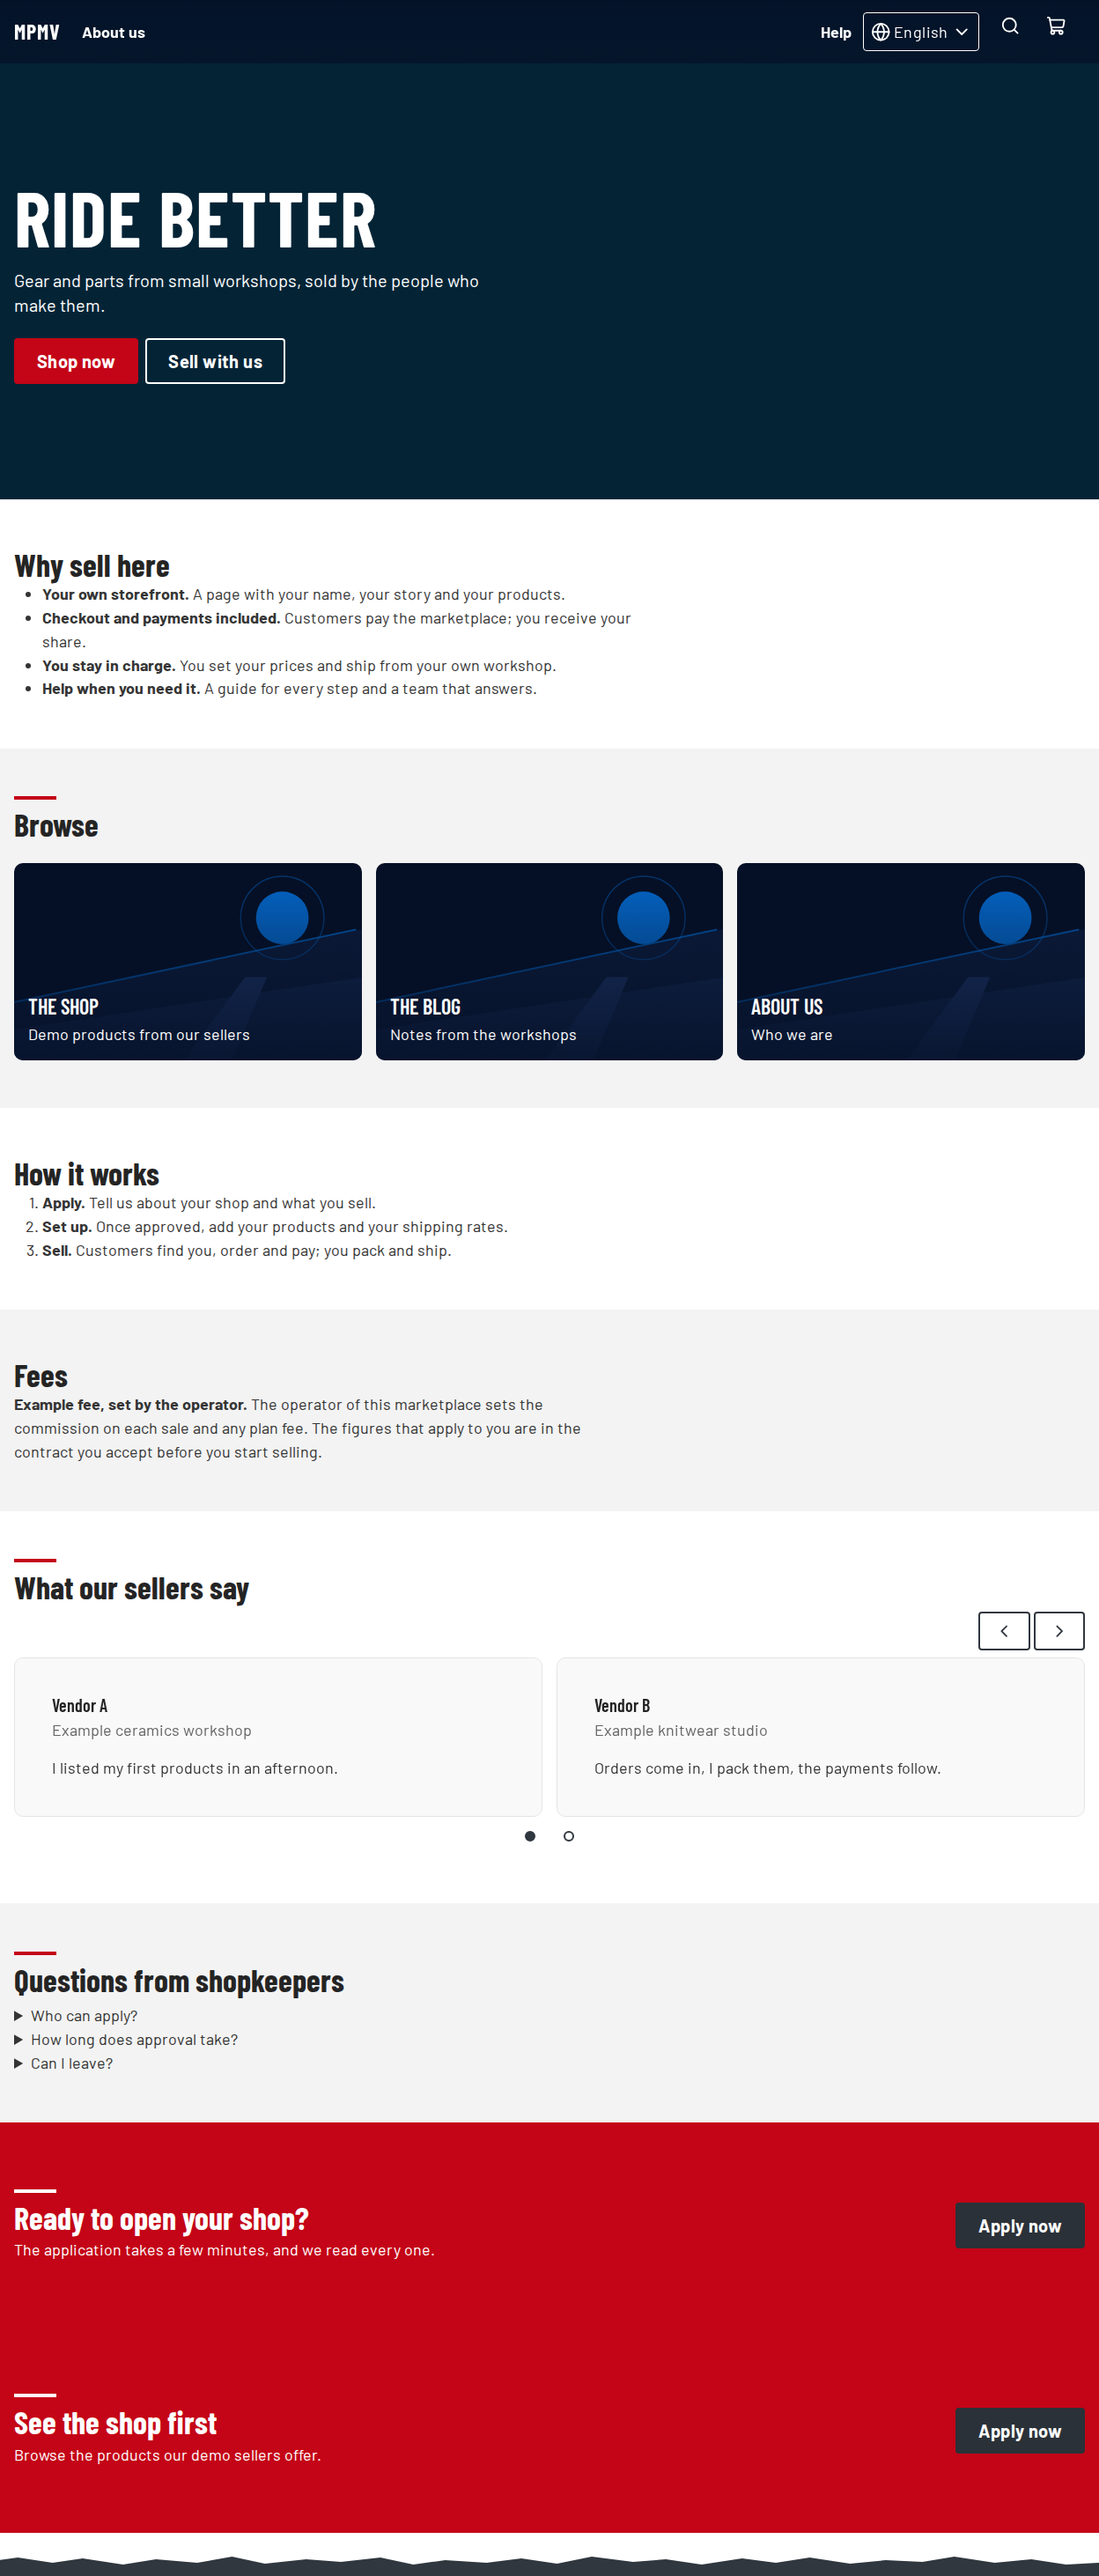 MPMV About us Help English
RIDE BETTER
Gear and parts from small workshops, sold by the people who
make them.
Shop now Sell with us
Why sell here
Your own storefront. A page with your name, your story and your products.
Checkout and payments included. Customers pay the marketplace; you receive your
share.
You stay in charge. You set your prices and ship from your own workshop.
Help when you need it. A guide for every step and a team that answers.
Browse
THE SHOP
Demo products from our sellers
THE BLOG
Notes from the workshops
ABOUT US
Who we are
How it works
1. Apply. Tell us about your shop and what you sell.
2. Set up. Once approved, add your products and your shipping rates.
3. Sell. Customers find you, order and pay; you pack and ship.
Fees
Example fee, set by the operator. The operator of this marketplace sets the
commission on each sale and any plan fee. The figures that apply to you are in the
contract you accept before you start selling.
What our sellers say
Vendor A
Example ceramics workshop
I listed my first products in an afternoon.
Vendor B
Example knitwear studio
Orders come in, I pack them, the payments follow.
Questions from shopkeepers
Who can apply?
How long does approval take?
Can I leave?
Ready to open your shop?
The application takes a few minutes, and we read every one.
Apply now
See the shop first
Browse the products our demo sellers offer.
Apply now